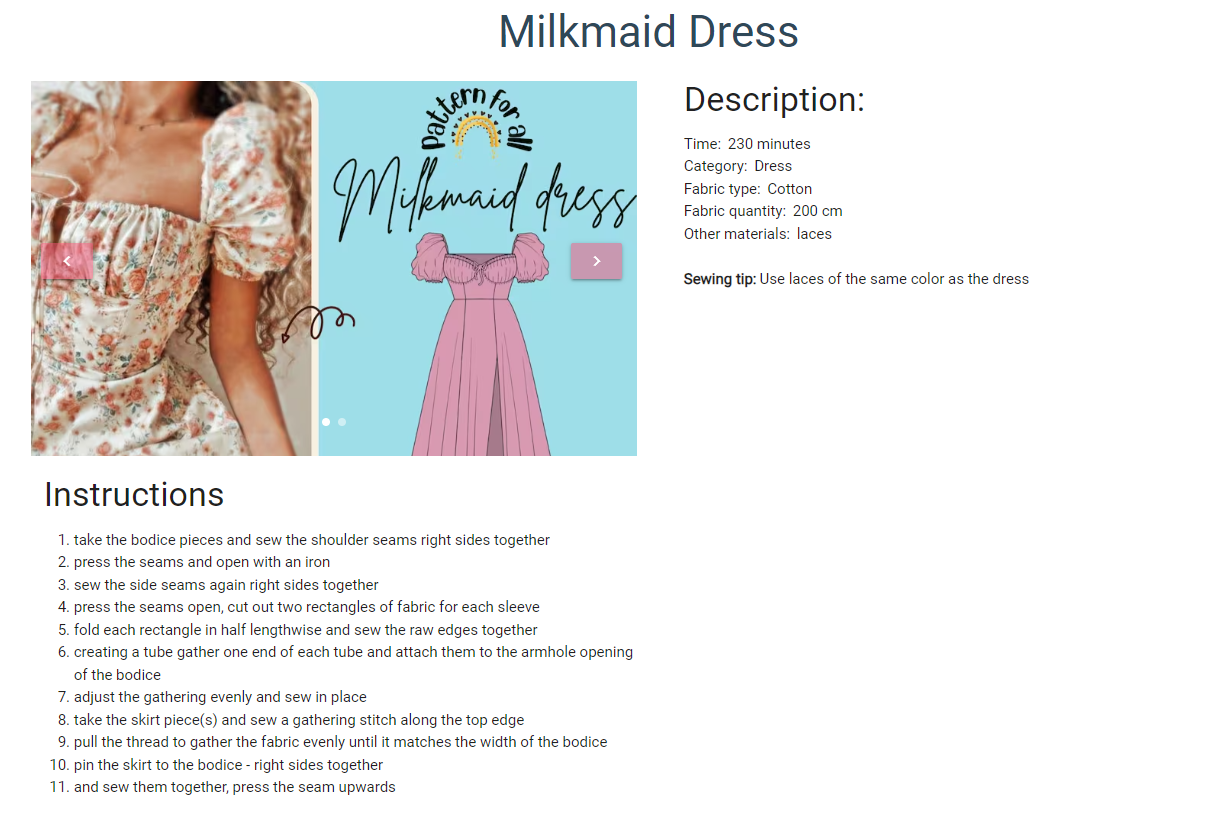 Milkmaid Dress
pattern for all
Milkmaid dress
Description:
Time: 230 minutes
Category: Dress
Fabric type: Cotton
Fabric quantity: 200 cm
Other materials: laces
Sewing tip: Use laces of the same color as the dress
Instructions
1. take the bodice pieces and sew the shoulder seams right sides together
2. press the seams and open with an iron
3. sew the side seams again right sides together
4. press the seams open, cut out two rectangles of fabric for each sleeve
5. fold each rectangle in half lengthwise and sew the raw edges together
6. creating a tube gather one end of each tube and attach them to the armhole opening
of the bodice
7. adjust the gathering evenly and sew in place
8. take the skirt piece(s) and sew a gathering stitch along the top edge
9. pull the thread to gather the fabric evenly until it matches the width of the bodice
10. pin the skirt to the bodice - right sides together
11. and sew them together, press the seam upwards